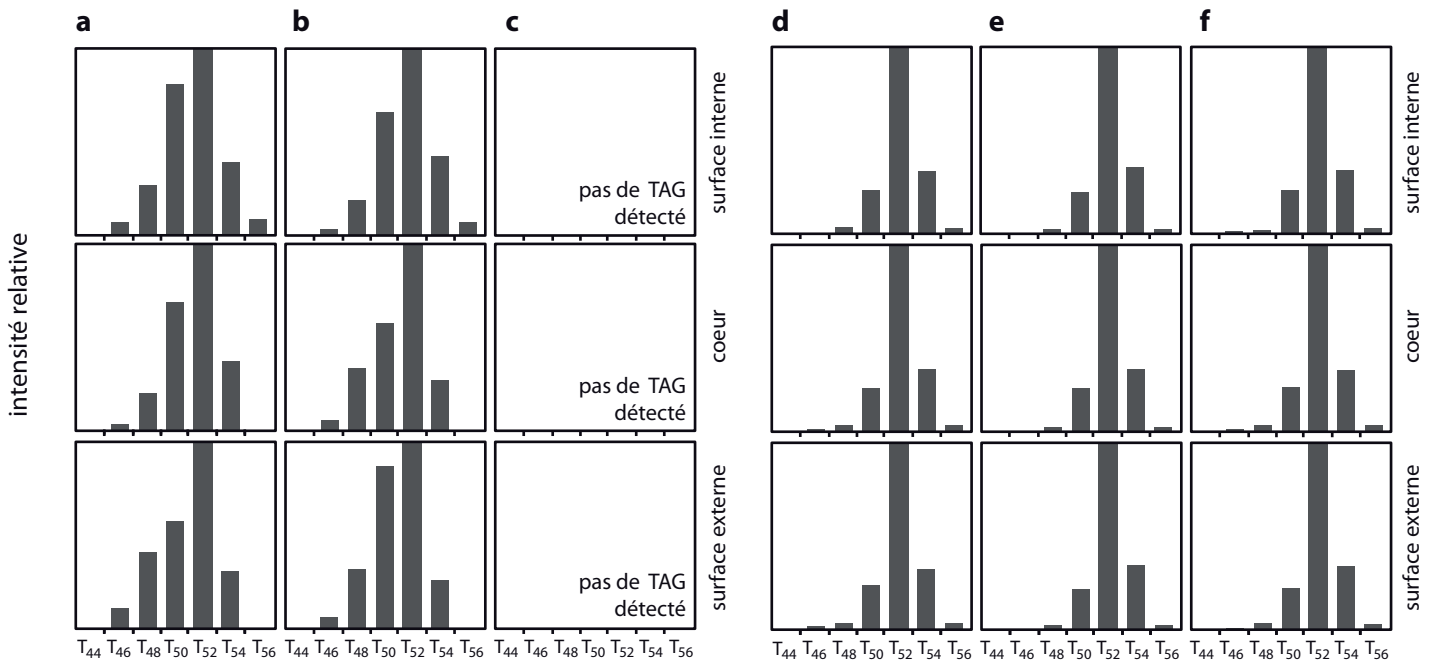 a b c d e f
intensité relative
pas de TAG
détecté
surface interne
surface interne
pas de TAG
détecté
coeur
coeur
pas de TAG
détecté
surface externe
surface externe
T44 T46 T48 T50 T52 T54 T56
T44 T46 T48 T50 T52 T54 T56
T44 T46 T48 T50 T52 T54 T56
T44 T46 T48 T50 T52 T54 T56
T44 T46 T48 T50 T52 T54 T56
T44 T46 T48 T50 T52 T54 T56